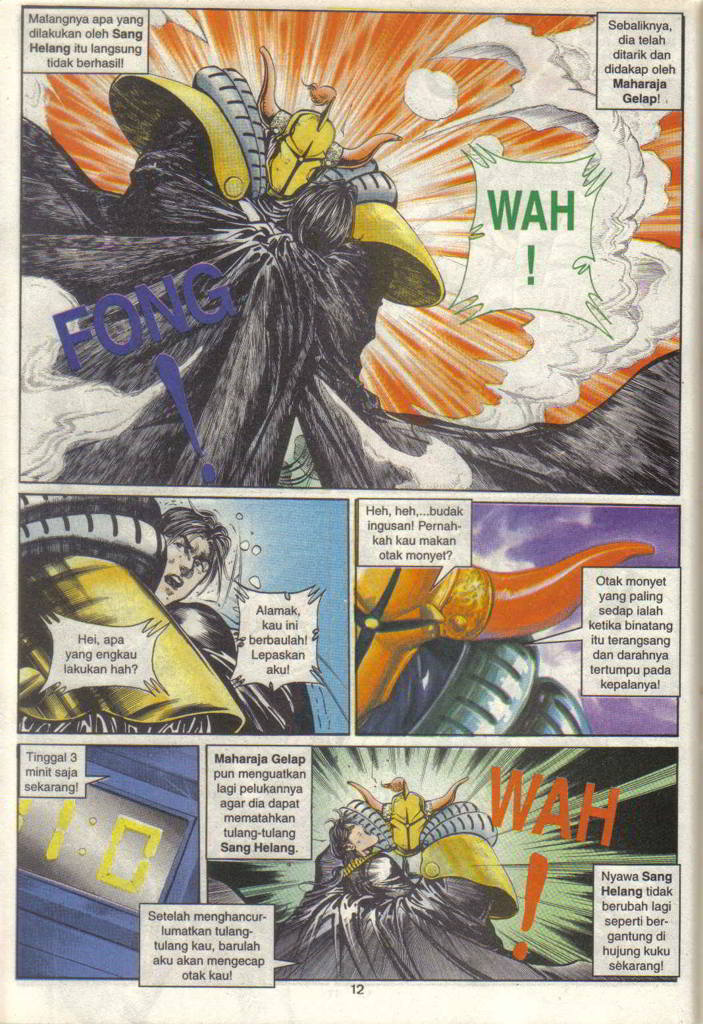 Malangnya apa yang
dilakukan oleh Sang
Helang itu langsung
tidak berhasil!
Sebaliknya,
dia telah
ditarik dan
didakap oleh
Maharaja
Gelap!
WAH
!
FONG
!
Hei, apa
yang engkau
lakukan hah?
Alamak,
kau ini
berbaulah!
Lepaskan
aku!
Heh, heh,...budak
ingusan! Pernah-
kah kau makan
otak monyet?
Otak monyet
yang paling
sedap ialah
ketika binatang
itu terangsang
dan darahnya
tertumpu pada
kepalanya!
Tinggal 3
minit saja
sekarang!
1:0
Maharaja Gelap
pun menguatkan
lagi pelukannya
agar dia dapat
mematahkan
tulang-tulang
Sang Helang.
WAH
!
Setelah menghancur-
lumatkan tulang-
tulang kau, barulah
aku akan mengecap
otak kau!
Nyawa Sang
Helang tidak
berubah lagi
seperti ber-
gantung di
hujung kuku
sekarang!
12